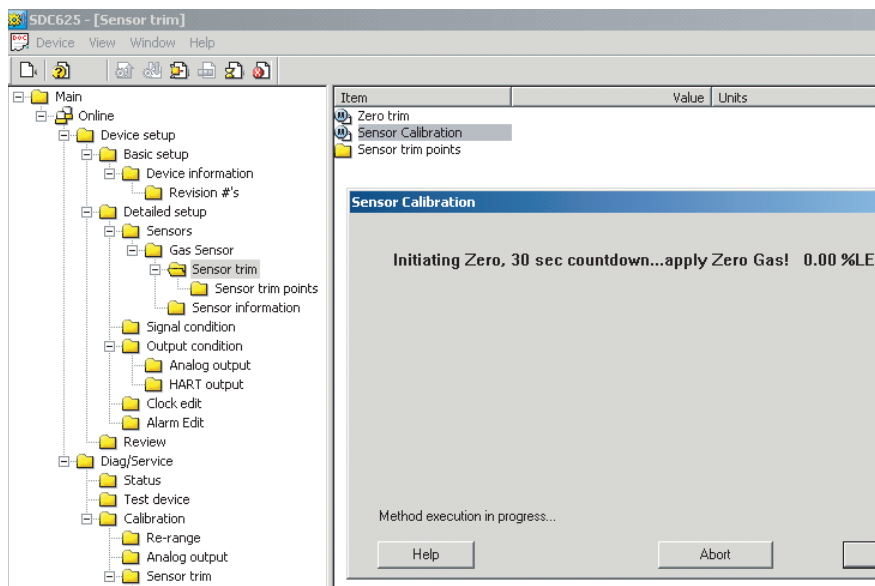 SDC625 - [Sensor trim]
Device View Window Help
Main
Online
Device setup
Basic setup
Device information
Revision #'s
Detailed setup
Sensors
Gas Sensor
Sensor trim
Sensor trim points
Sensor information
Signal condition
Output condition
Analog output
HART output
Clock edit
Alarm Edit
Review
Diag/Service
Status
Test device
Calibration
Re-range
Analog output
Sensor trim
Item Value Units
Zero trim
Sensor Calibration
Sensor trim points
Sensor Calibration
Initiating Zero, 30 sec countdown...apply Zero Gas! 0.00 %LE
Method execution in progress...
Help Abort